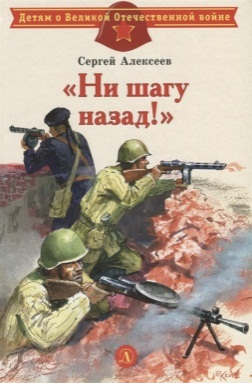 Детям о Великой Отечественной войне
Сергей Алексеев
«Ни шагу
назад!»